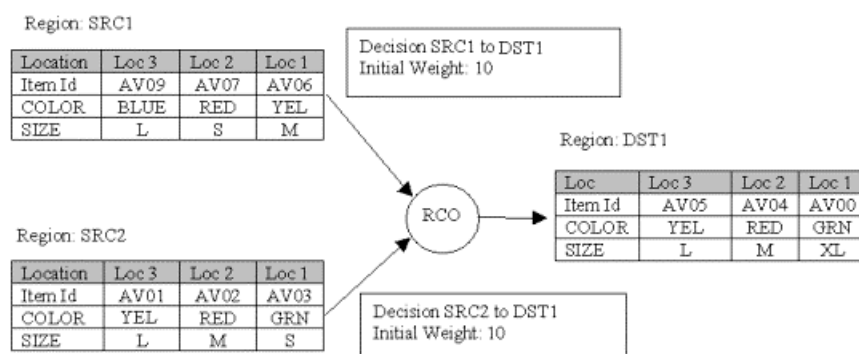 Region: SRC1
Location Loc 3 Loc 2 Loc 1
Item Id AV09 AV07 AV06
COLOR BLUE RED YEL
SIZE L S M
Decision SRC1 to DST1
Initial Weight: 10
Region: DST1
Loc Loc 3 Loc 2 Loc 1
Item Id AV05 AV04 AV00
COLOR YEL RED GRN
SIZE L M XL
RCO
Region: SRC2
Location Loc 3 Loc 2 Loc 1
Item Id AV01 AV02 AV03
COLOR YEL RED GRN
SIZE L M S
Decision SRC2 to DST1
Initial Weight: 10